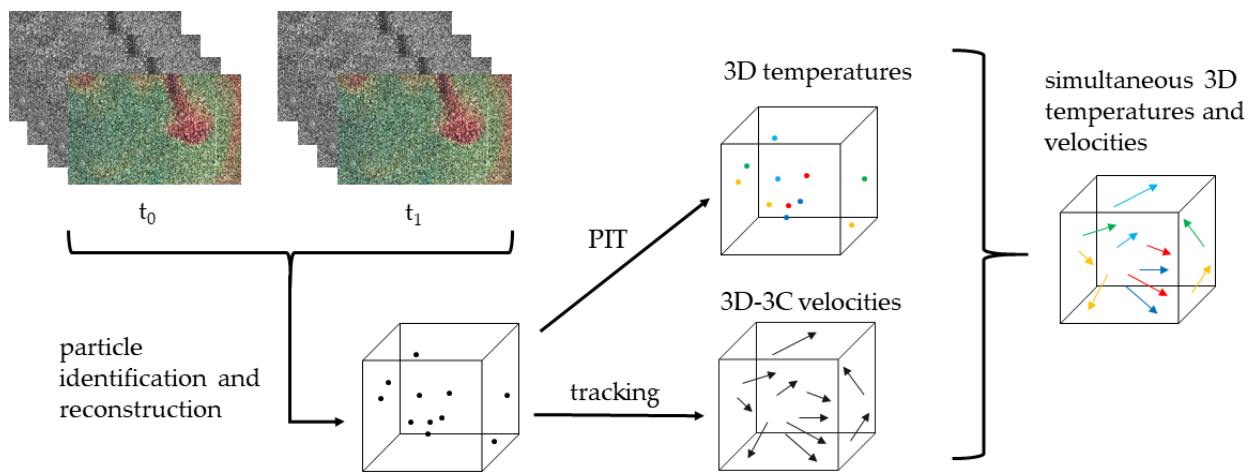 t₀
t₁
particle
identification and
reconstruction
PIT
tracking
3D temperatures
3D-3C velocities
simultaneous 3D
temperatures and
velocities